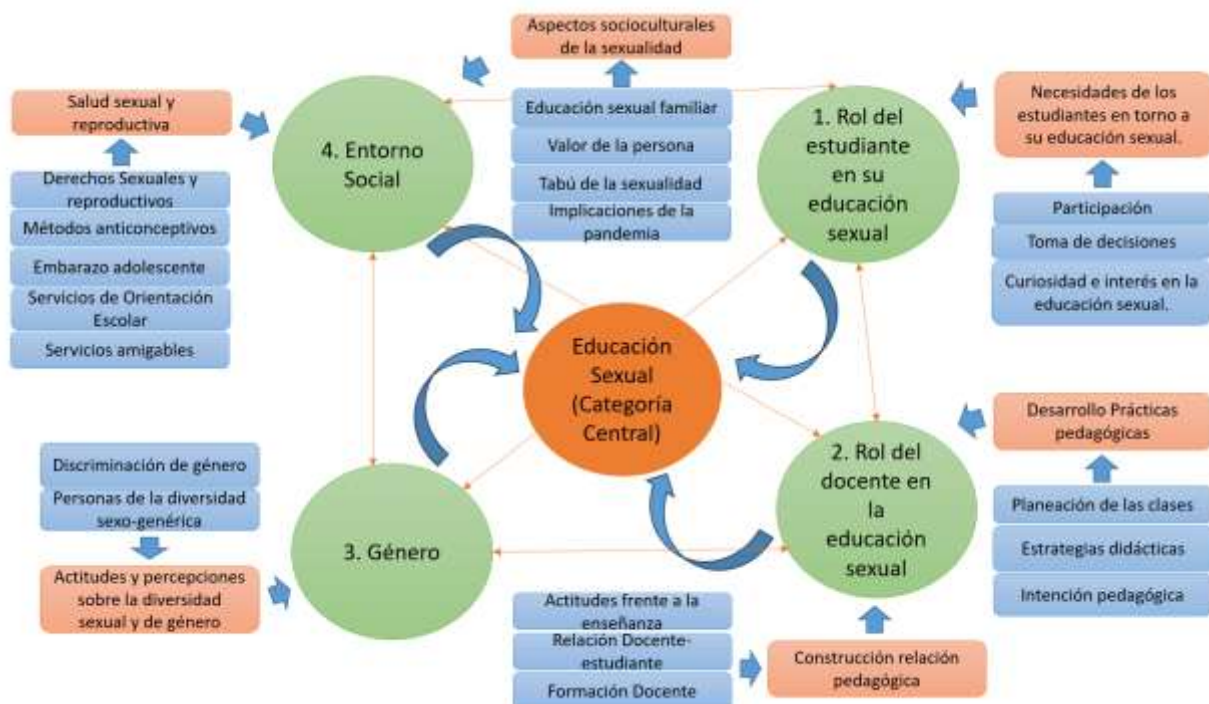 Aspectos socioculturales
de la sexualidad
Educación sexual familiar
Valor de la persona
Tabú de la sexualidad
Implicaciones de la
pandemia
Salud sexual y
reproductiva
Derechos Sexuales y
reproductivos
Métodos anticonceptivos
Embarazo adolescente
Servicios de Orientación
Escolar
Servicios amigables
4. Entorno
Social
1. Rol del
estudiante
en su
educación
sexual
Necesidades de los
estudiantes en torno a
su educación sexual.
Participación
Toma de decisiones
Curiosidad e interés en la
educación sexual.
Educación
Sexual
(Categoría
Central)
Discriminación de género
Personas de la diversidad
sexo-genérica
Actitudes y percepciones
sobre la diversidad
sexual y de género
3. Género
2. Rol del
docente en
la
educación
sexual
Desarrollo Prácticas
pedagógicas
Planeación de las clases
Estrategias didácticas
Intención pedagógica
Actitudes frente a la
enseñanza
Relación Docente-
estudiante
Formación Docente
Construcción relación
pedagógica